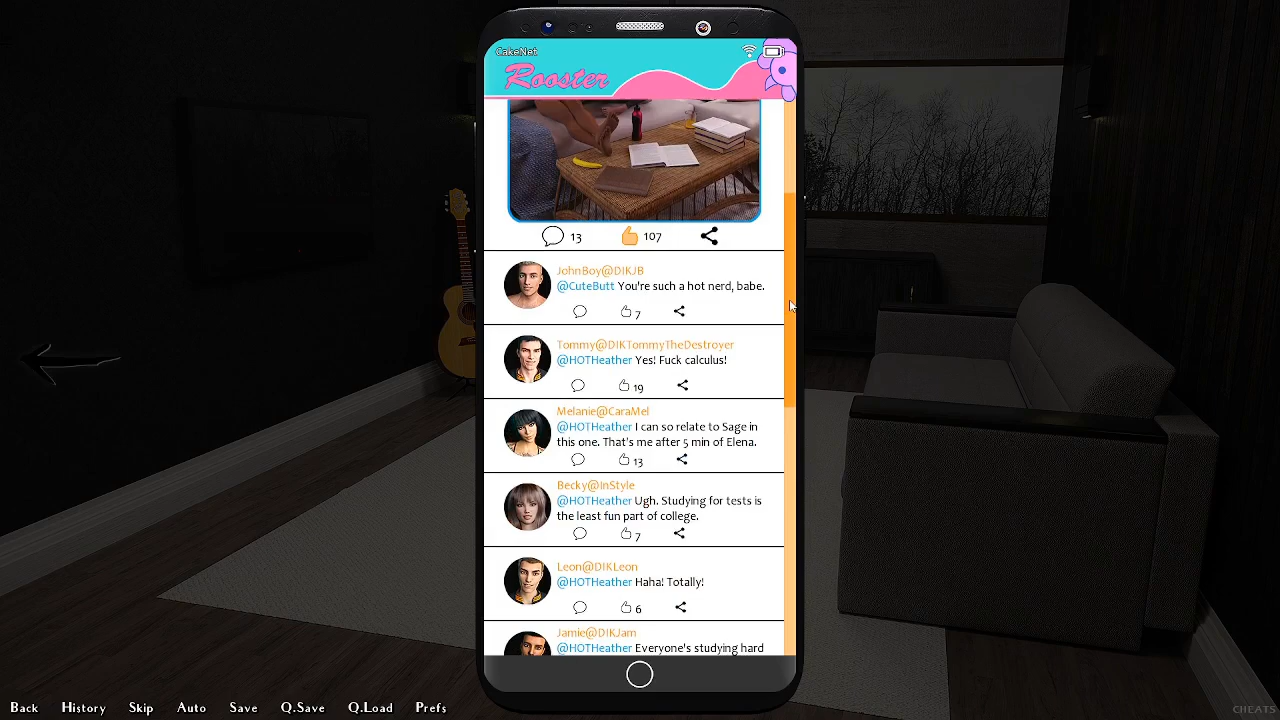 CakeNet
Rooster
13 107
JohnBoy@DIKJB
@CuteButt You're such a hot nerd, babe.
7
Tommy@DIKTommyTheDestroyer
@HOTHeather Yes! Fuck calculus!
19
Melanie@CaraMel
@HOTHeather I can so relate to Sage in
this one. That's me after 5 min of Elena.
13
Becky@InStyle
@HOTHeather Ugh. Studying for tests is
the least fun part of college.
7
Leon@DIKLeon
@HOTHeather Haha! Totally!
6
Jamie@DIKJam
@HOTHeather Everyone's studying hard
Back History Skip Auto Save Q.Save Q.Load Prefs
CHEATS